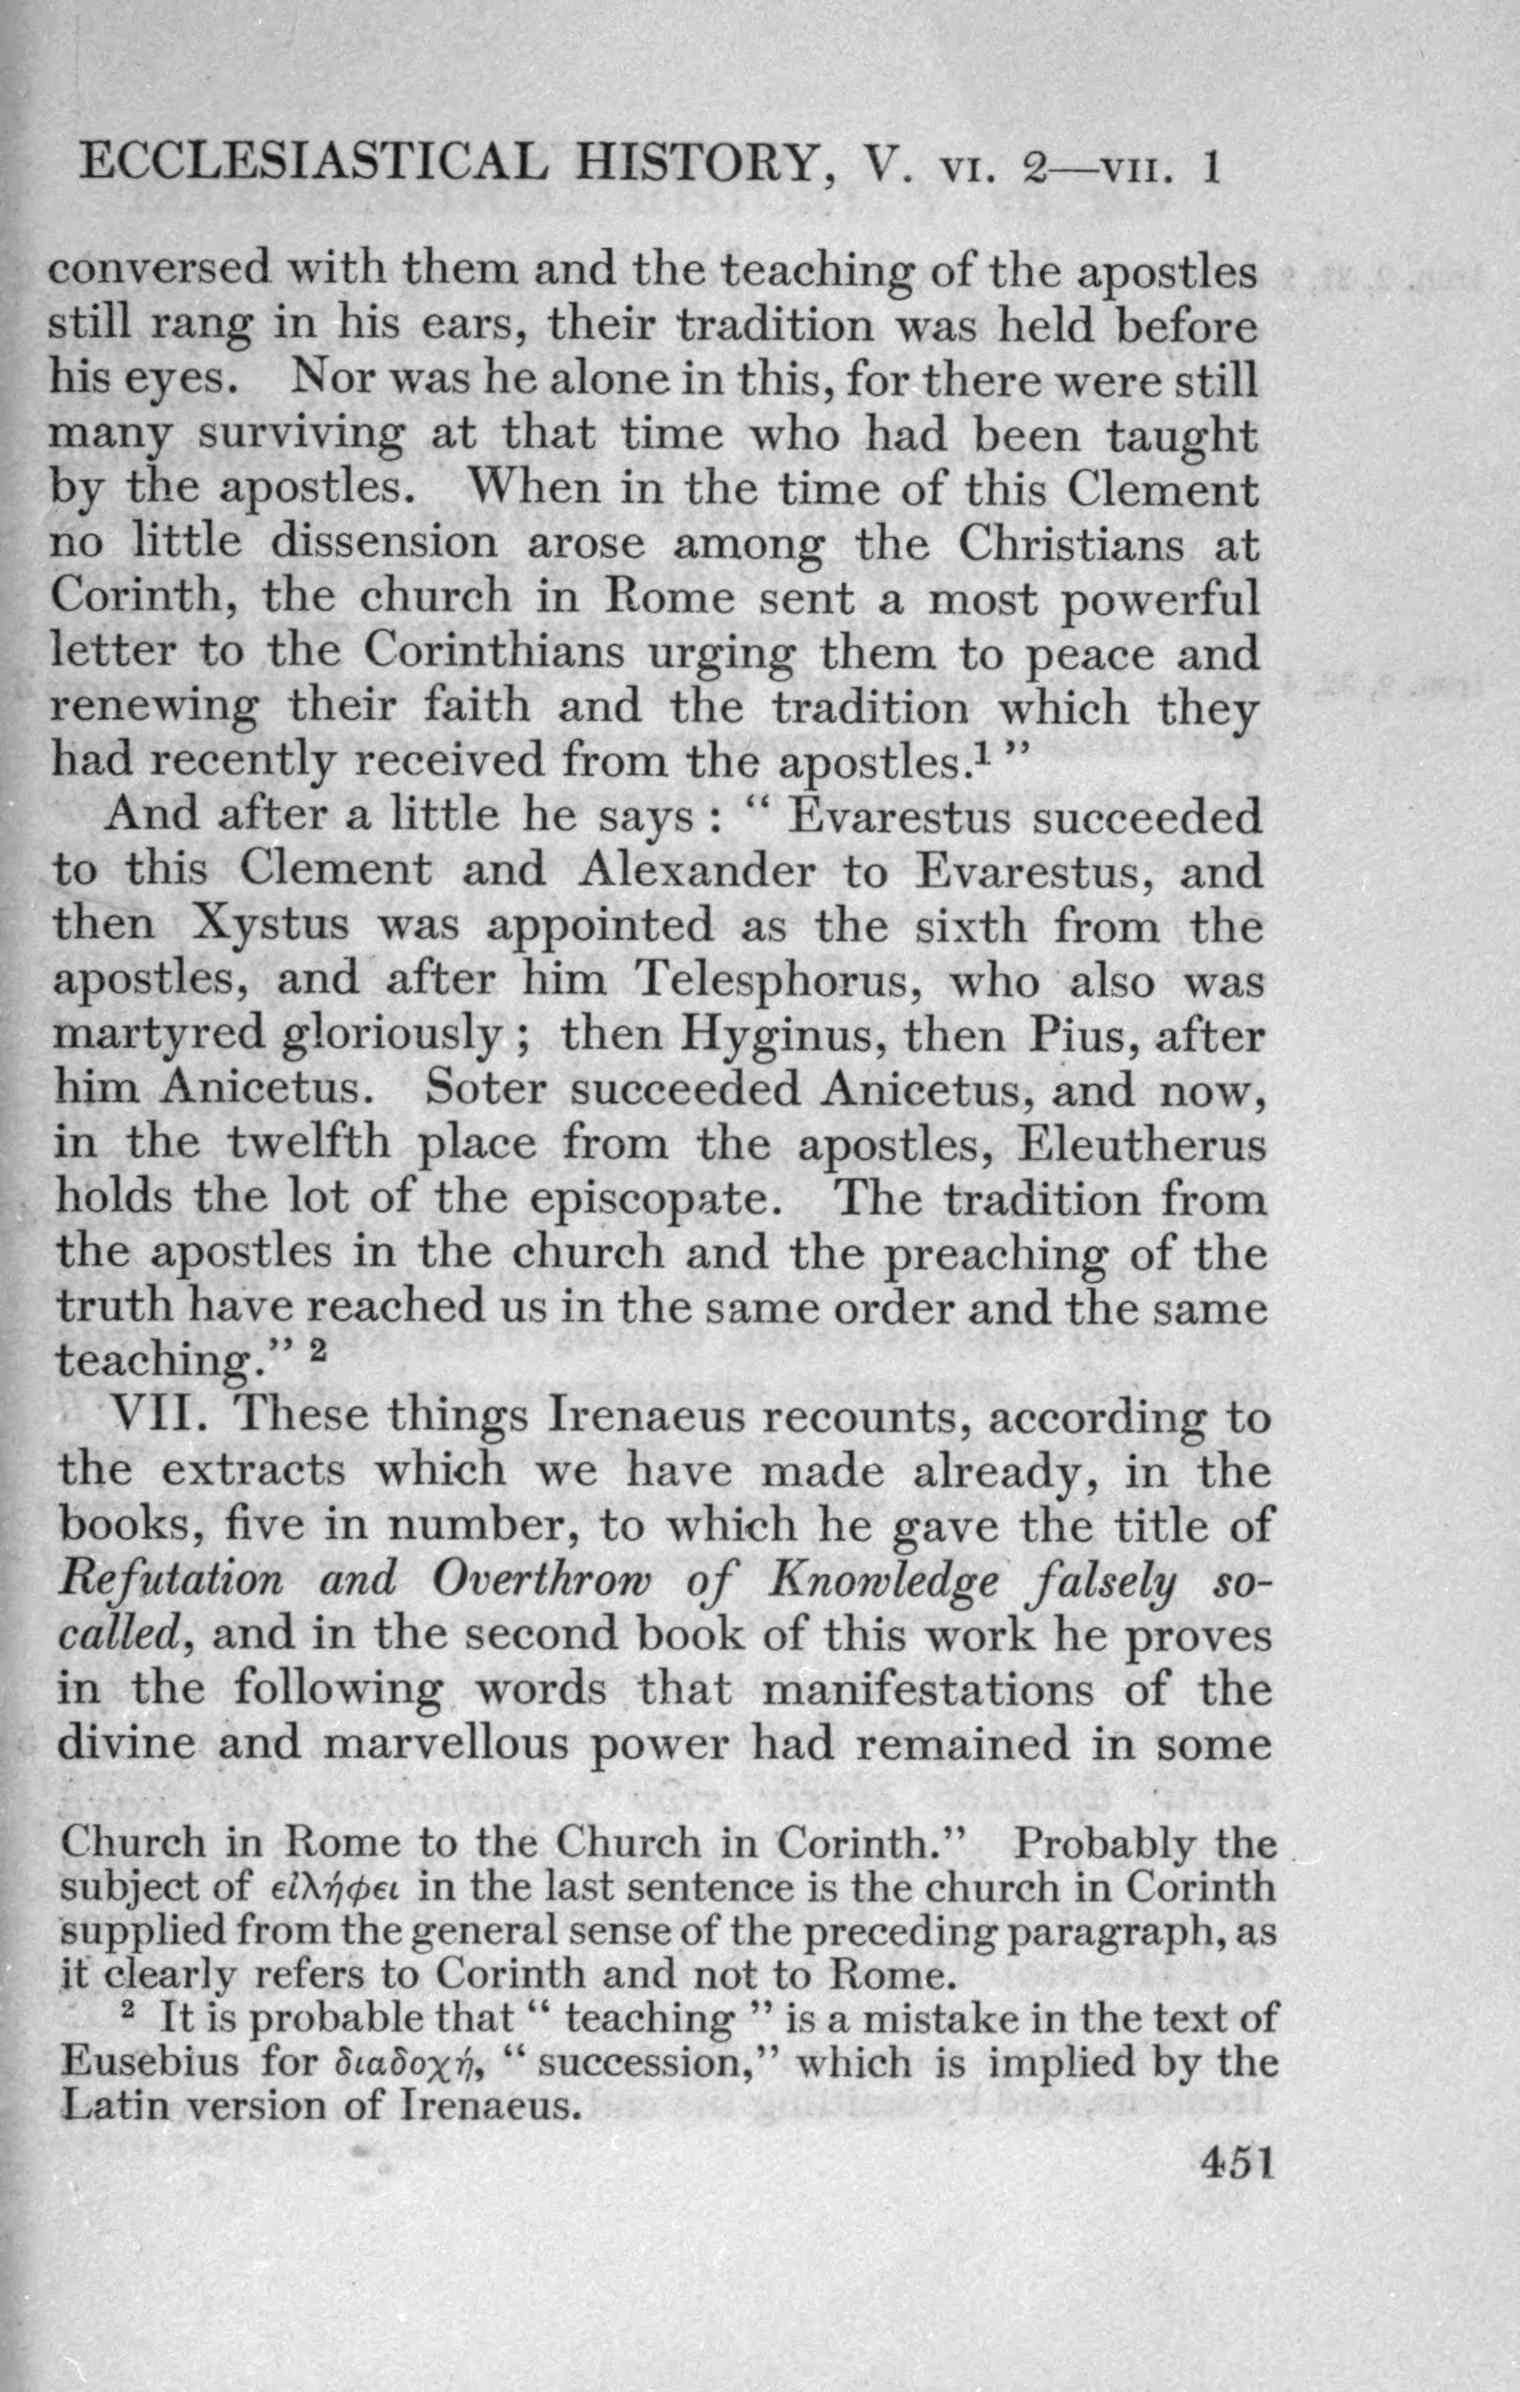 ECCLESIASTICAL HISTORY, V. VI. 2—VII. 1
conversed with them and the teaching of the apostles
still rang in his ears, their tradition was held before
his eyes. Nor was he alone in this, for there were still
many surviving at that time who had been taught
by the apostles. When in the time of this Clement
no little dissension arose among the Christians at
Corinth, the church in Rome sent a most powerful
letter to the Corinthians urging them to peace and
renewing their faith and the tradition which they
had recently received from the apostles.¹ ”
And after a little he says : “ Evarestus succeeded
to this Clement and Alexander to Evarestus, and
then Xystus was appointed as the sixth from the
apostles, and after him Telesphorus, who also was
martyred gloriously ; then Hyginus, then Pius, after
him Anicetus. Soter succeeded Anicetus, and now,
in the twelfth place from the apostles, Eleutherus
holds the lot of the episcopate. The tradition from
the apostles in the church and the preaching of the
truth have reached us in the same order and the same
teaching.” ²
VII. These things Irenaeus recounts, according to
the extracts which we have made already, in the
books, five in number, to which he gave the title of
Refutation and Overthrow of Knowledge falsely so-
called, and in the second book of this work he proves
in the following words that manifestations of the
divine and marvellous power had remained in some
Church in Rome to the Church in Corinth.” Probably the
subject of εἰλήφει in the last sentence is the church in Corinth
supplied from the general sense of the preceding paragraph, as
it clearly refers to Corinth and not to Rome.
² It is probable that “ teaching ” is a mistake in the text of
Eusebius for διαδοχή, “ succession,” which is implied by the
Latin version of Irenaeus.
451